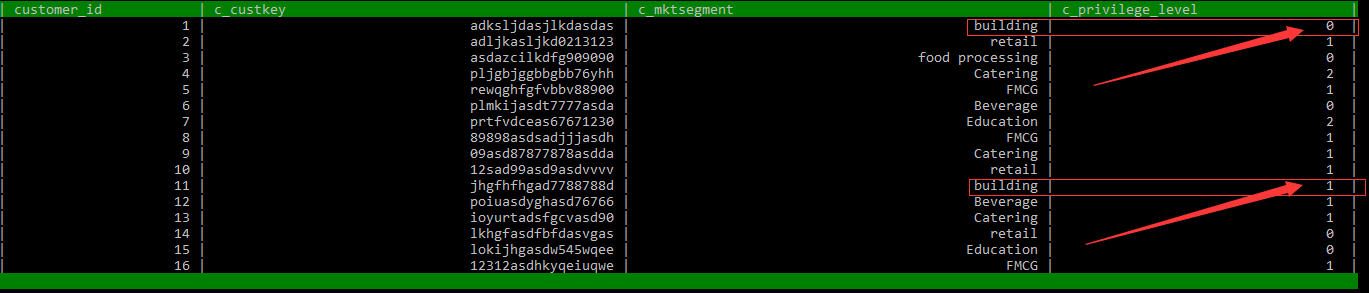 | customer_id | c_custkey | c_mktsegment | c_privilege_level |
| 1 | adksljdasjlkdasdas | building | 0 |
| 2 | adljkasljkd0213123 | retail | 1 |
| 3 | asdazcilkdfg909090 | food processing | 0 |
| 4 | pljgbjggbbgbb76yhh | Catering | 2 |
| 5 | rewqghfgfvbbv88900 | FMCG | 1 |
| 6 | plmkijasdt7777asda | Beverage | 0 |
| 7 | prtfvdceas67671230 | Education | 2 |
| 8 | 89898asdsadjjjasdh | FMCG | 1 |
| 9 | 09asd87877878asdda | Catering | 1 |
| 10 | 12sad99asd9asdvvvv | retail | 1 |
| 11 | jhgfhfhgad7788788d | building | 1 |
| 12 | poiuasdyghasd76766 | Beverage | 1 |
| 13 | ioyurtadsfgcvasd90 | Catering | 1 |
| 14 | lkhgfasdfbfdasvgas | retail | 0 |
| 15 | lokijhgasdw545wqee | Education | 0 |
| 16 | 12312asdhkyqeiuqwe | FMCG | 1 |